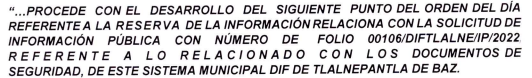 “...PROCEDE CON EL DESARROLLO DEL SIGUIENTE PUNTO DEL ORDEN DEL DÍA
REFERENTE A LA RESERVA DE LA INFORMACIÓN RELACIONA CON LA SOLICITUD DE
INFORMACIÓN PÚBLICA CON NÚMERO DE FOLIO 00106/DIFTLALNE/IP/2022,
REFERENTE A LO RELACIONADO CON LOS DOCUMENTOS DE
SEGURIDAD, DE ESTE SISTEMA MUNICIPAL DIF DE TLALNEPANTLA DE BAZ.